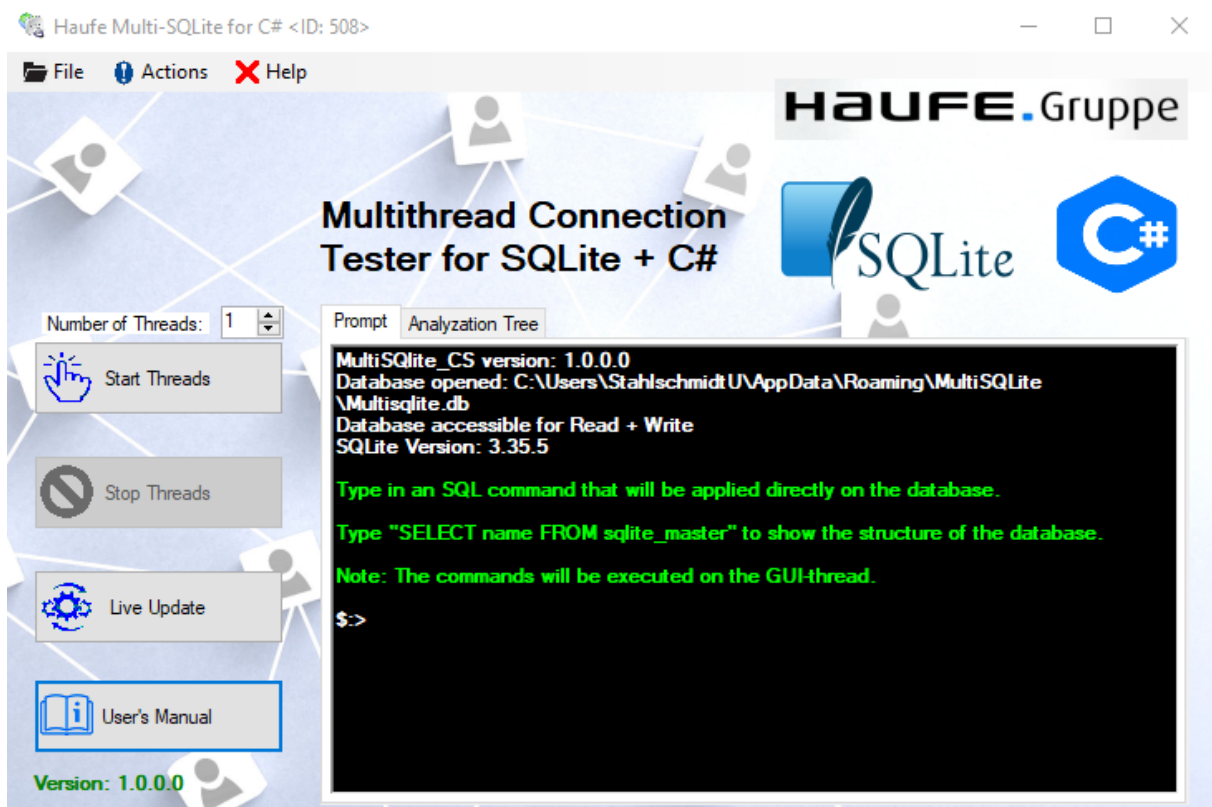 Haufe Multi-SQLite for C# <ID: 508>
File Actions Help
HAUFE.Gruppe
Multithread Connection
Tester for SQLite + C#
SQLite
C#
Number of Threads: 1
Start Threads
Stop Threads
Live Update
User's Manual
Version: 1.0.0.0
Prompt Analyzation Tree
MultiSQlite_CS version: 1.0.0.0
Database opened: C:\Users\StahlschmidtU\AppData\Roaming\MultiSQLite
\Multisqlite.db
Database accessible for Read + Write
SQLite Version: 3.35.5
Type in an SQL command that will be applied directly on the database.
Type "SELECT name FROM sqlite_master" to show the structure of the database.
Note: The commands will be executed on the GUI-thread.
$:>